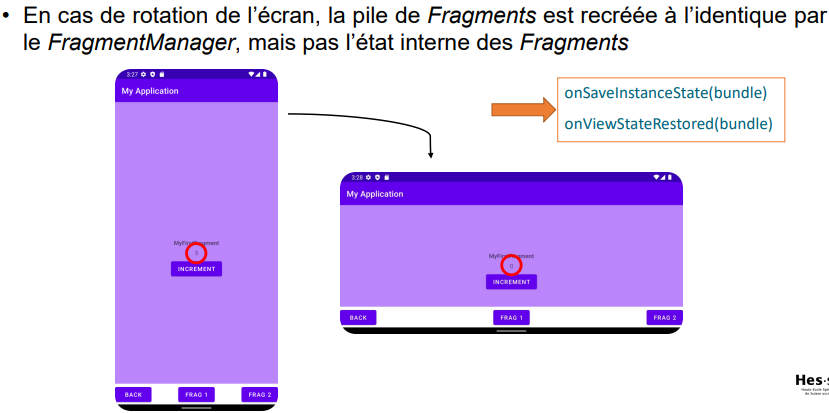 • En cas de rotation de l’écran, la pile de Fragments est recréée à l’identique par
le FragmentManager, mais pas l’état interne des Fragments
3:27
My Application
MyFirstFragment
5
INCREMENT
BACK
FRAG 1
FRAG 2
onSaveInstanceState(bundle)
onViewStateRestored(bundle)
3:28
My Application
MyFirstFragment
0
INCREMENT
BACK
FRAG 1
FRAG 2